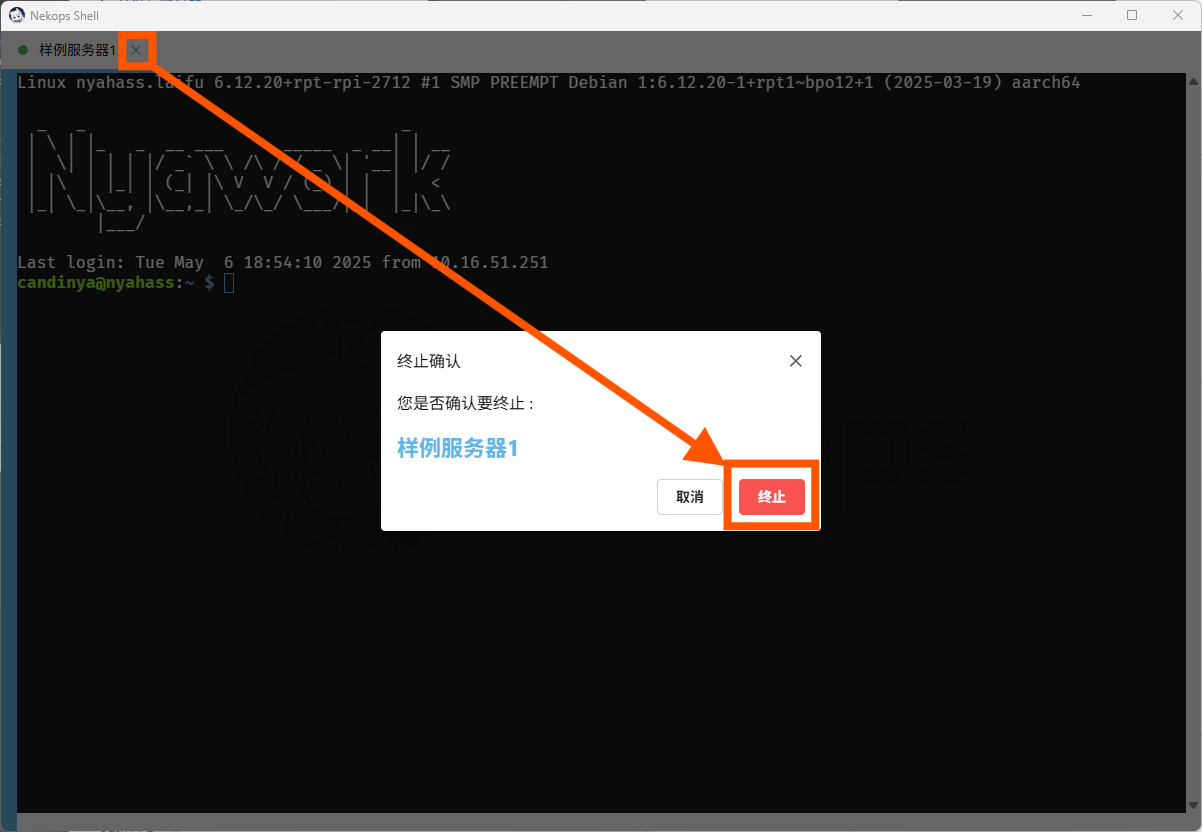 Nekops Shell
样例服务器1
Linux nyahass.laifu 6.12.20+rpt-rpi-2712 #1 SMP PREEMPT Debian 1:6.12.20-1+rpt1~bpo12+1 (2025-03-19) aarch64
Nyawork
Last login: Tue May  6 18:54:10 2025 from 10.16.51.251
candinya@nyahass:~ $
终止确认
您是否确认要终止：
样例服务器1
取消 终止